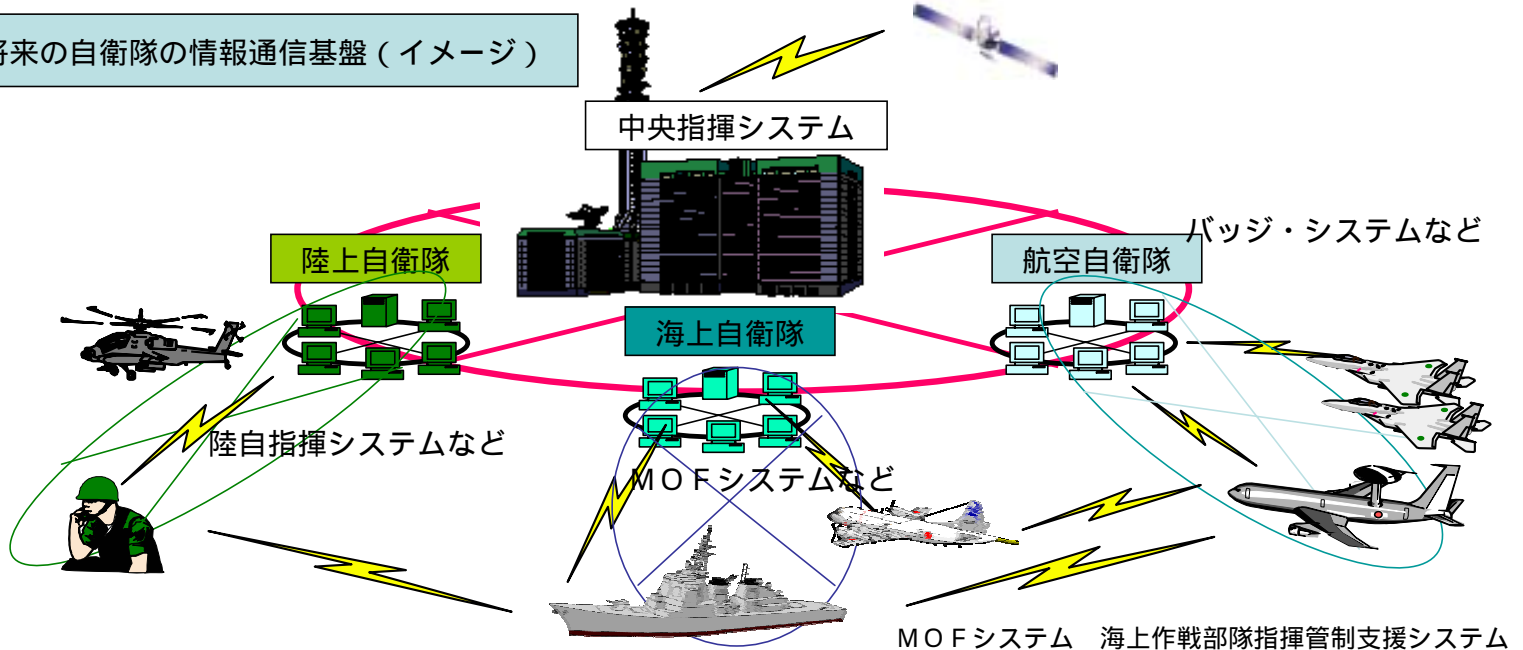 将来の自衛隊の情報通信基盤(イメージ)
中央指揮システム
バッジ・システムなど
陸上自衛隊
航空自衛隊
海上自衛隊
陸自指揮システムなど
MOFシステムなど
MOFシステム 海上作戦部隊指揮管制支援システム